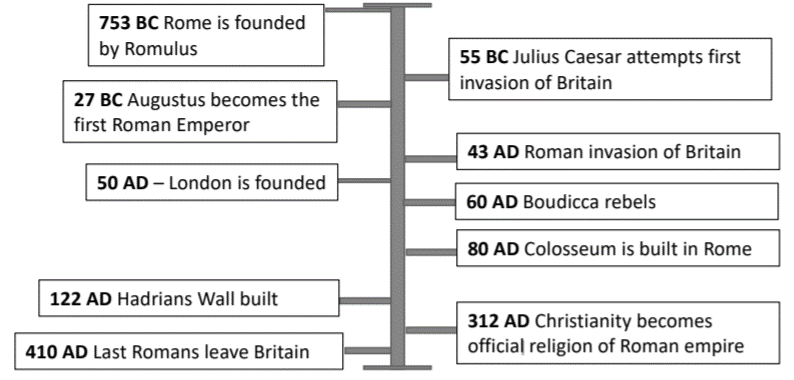 753 BC Rome is founded
by Romulus
55 BC Julius Caesar attempts first
invasion of Britain
27 BC Augustus becomes the
first Roman Emperor
43 AD Roman invasion of Britain
50 AD – London is founded
60 AD Boudicca rebels
80 AD Colosseum is built in Rome
122 AD Hadrians Wall built
312 AD Christianity becomes
official religion of Roman empire
410 AD Last Romans leave Britain